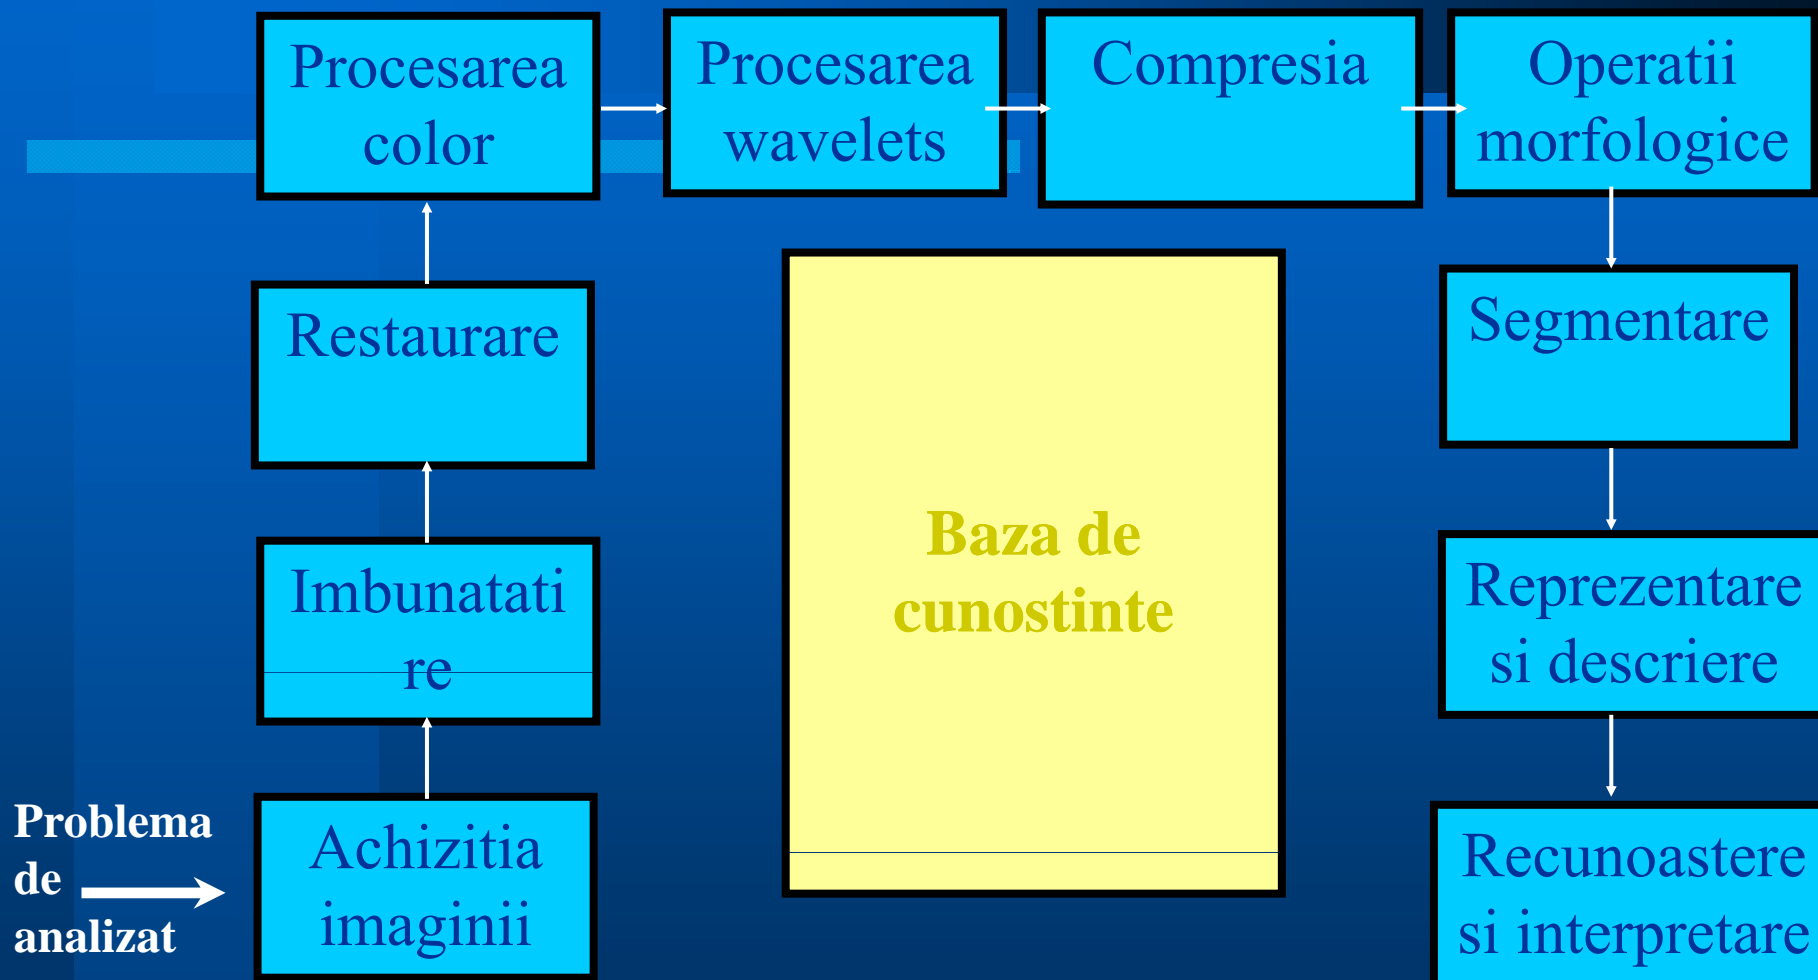 Procesarea
color
Procesarea
wavelets
Compresia
Operatii
morfologice
Restaurare
Segmentare
Baza de
cunostinte
Imbunatati
re
Reprezentare
si descriere
Problema
de
analizat
Achizitia
imaginii
Recunoastere
si interpretare